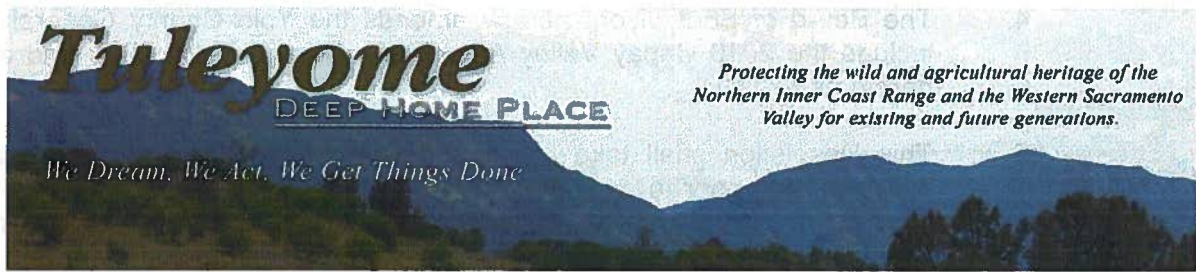 Tuleyome
DEEP HOME PLACE
We Dream, We Act, We Get Things Done
Protecting the wild and agricultural heritage of the
Northern Inner Coast Range and the Western Sacramento
Valley for existing and future generations.